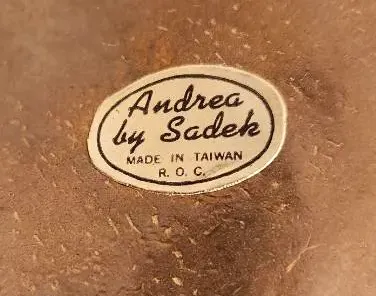 Andrea
by Sadek
MADE IN TAIWAN
R. O. C.